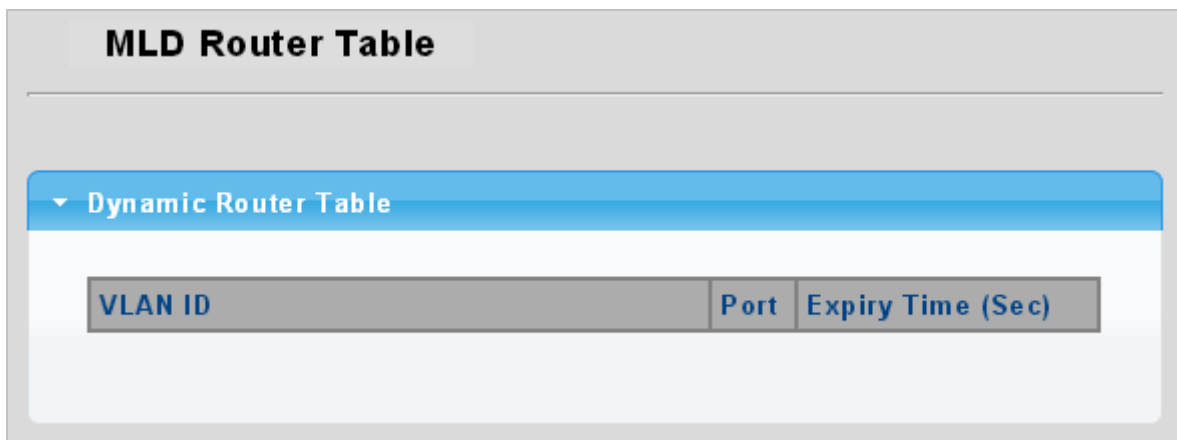 MLD Router Table
Dynamic Router Table
VLAN ID Port Expiry Time (Sec)